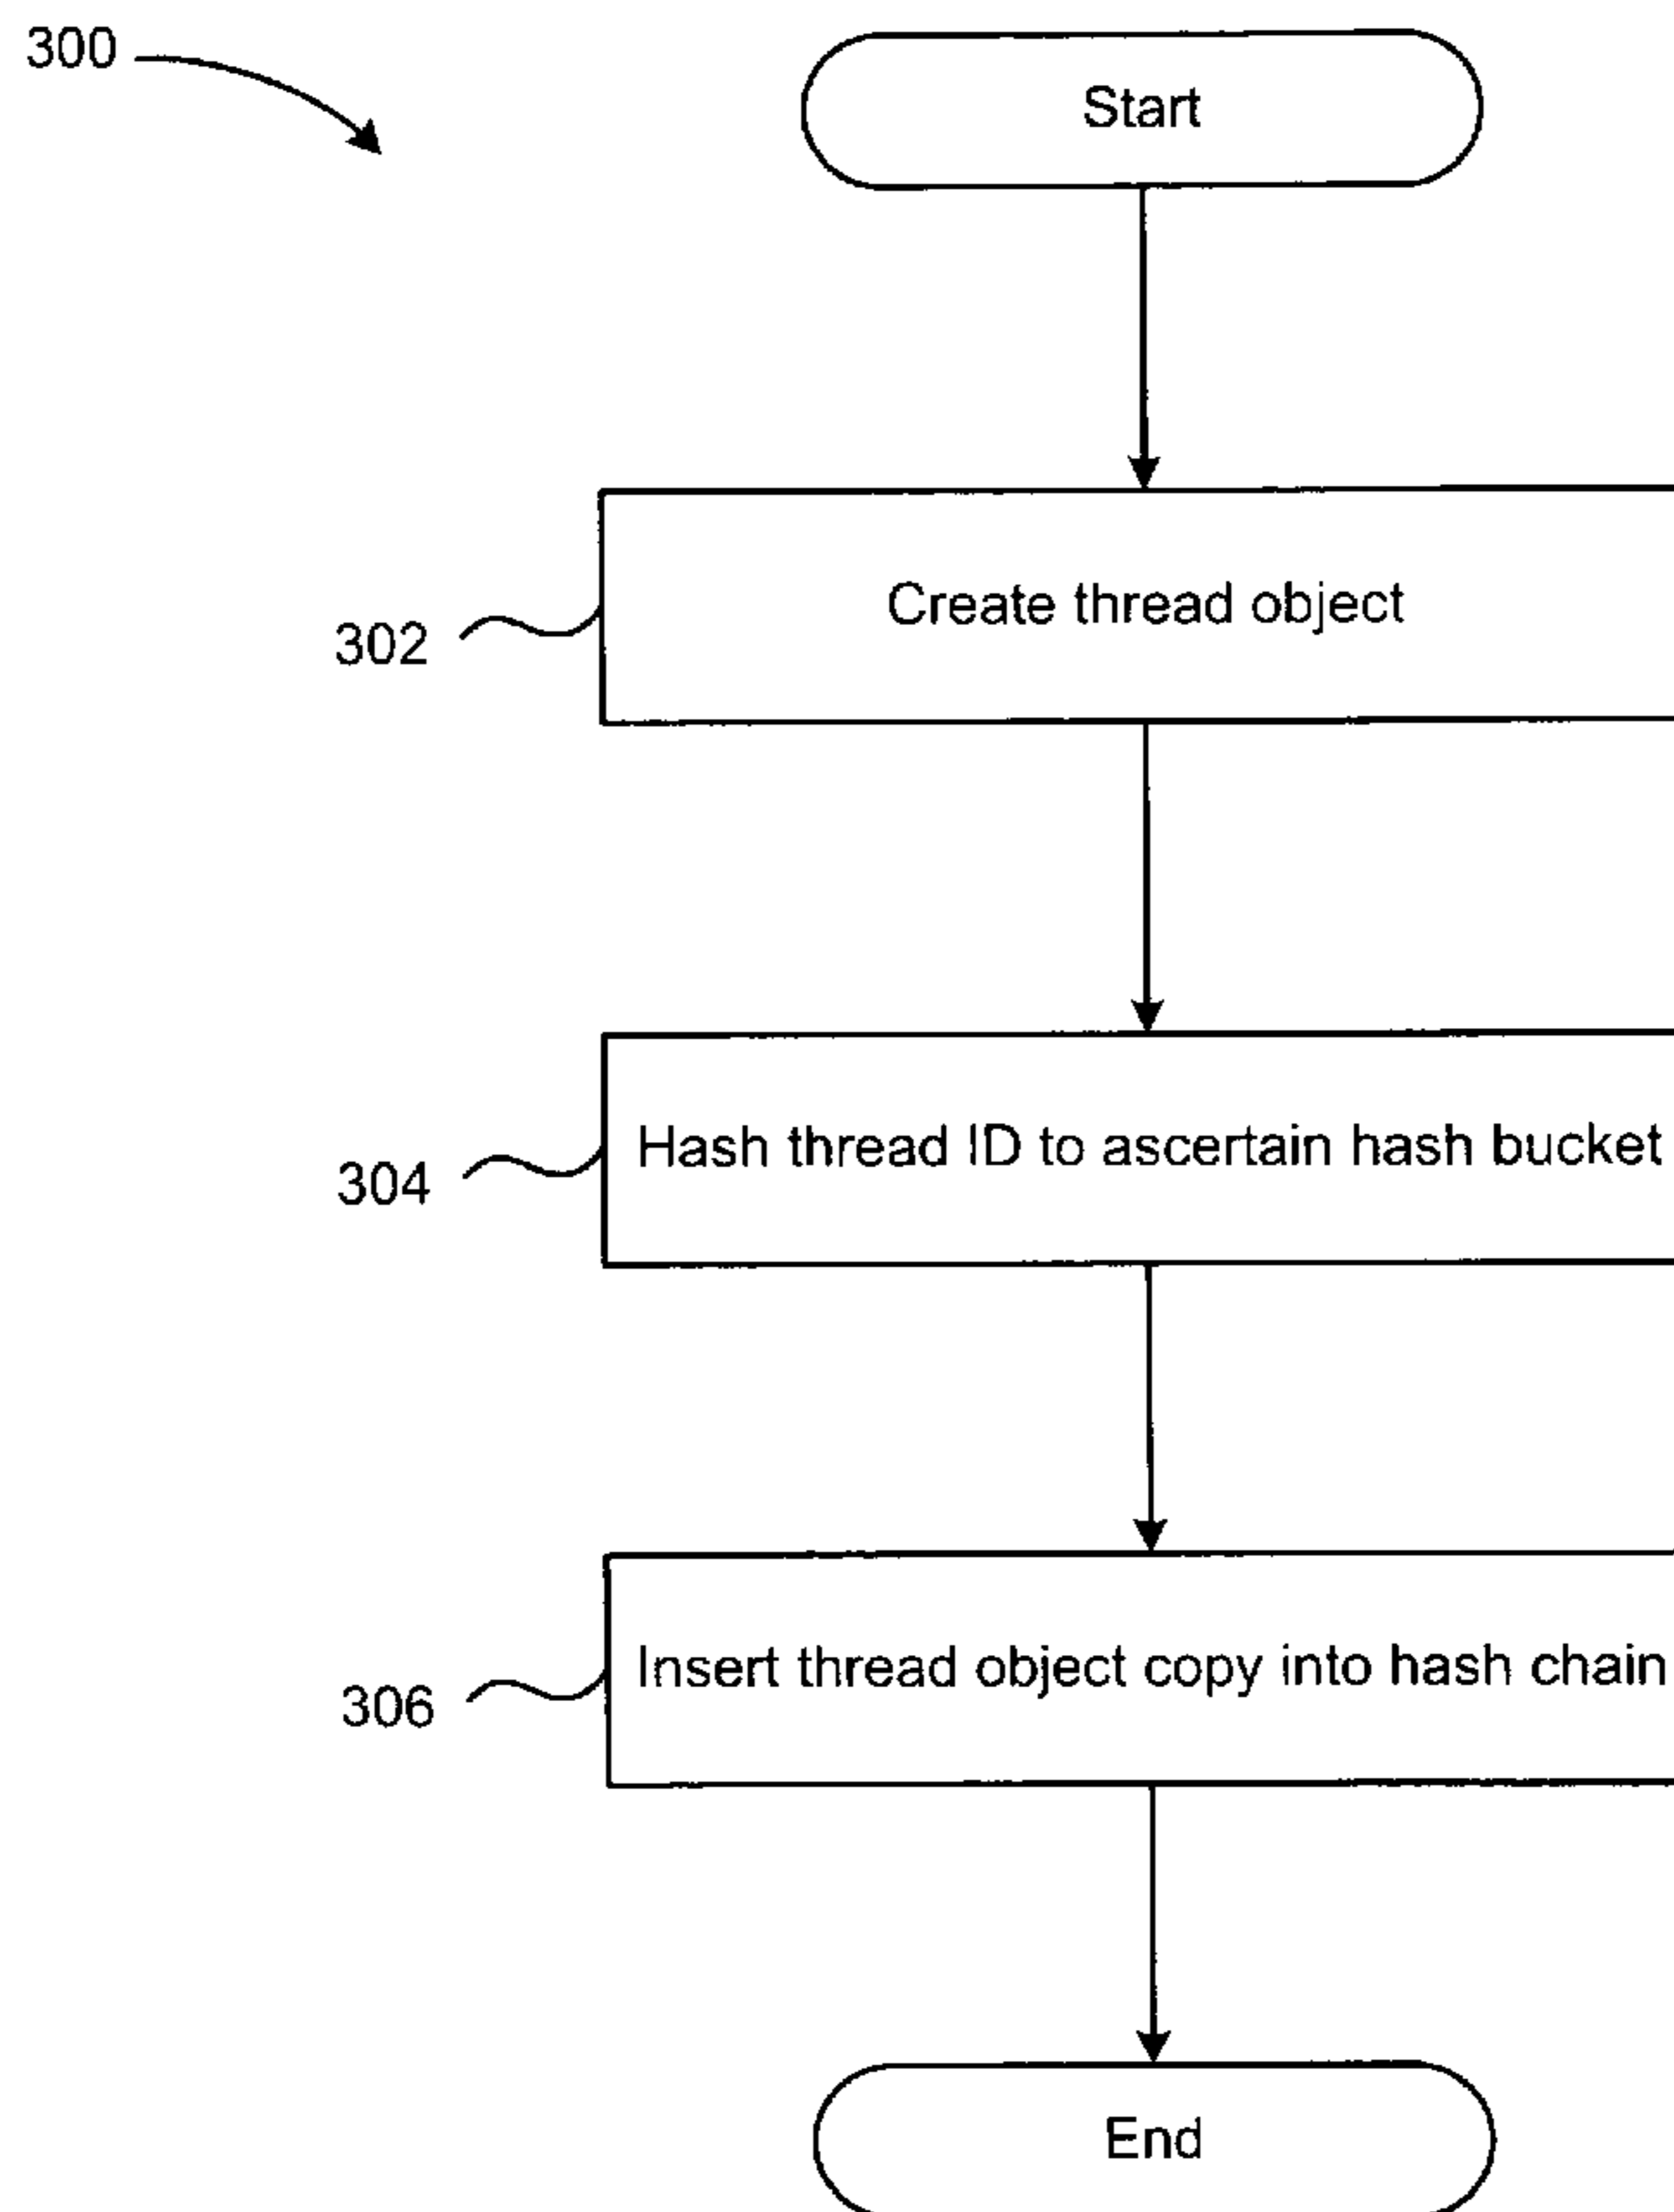 300
Start
Create thread object
302
Hash thread ID to ascertain hash bucket
304
Insert thread object copy into hash chain
306
End